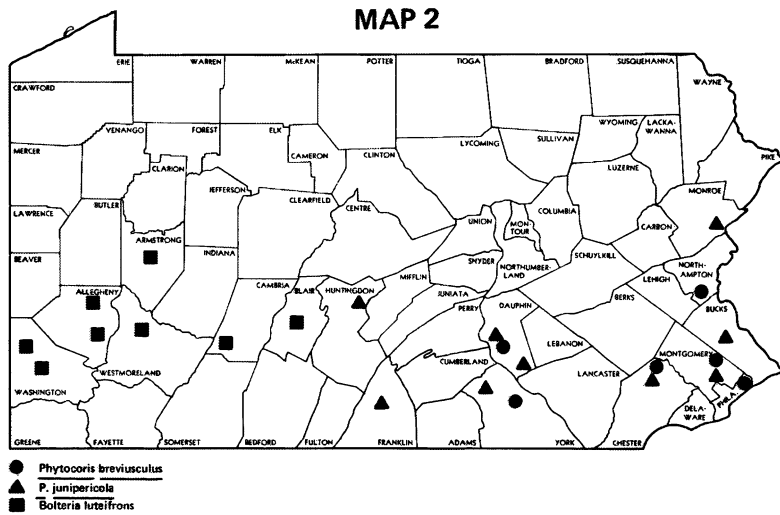 MAP 2
ERIE
WARREN
McKEAN
POTTER
TIOGA
BRADFORD
SUSQUEHANNA
CRAWFORD
WAYNE
VENANGO
FOREST
ELK
CAMERON
CLINTON
LYCOMING
SULLIVAN
WYOMING
LACKA-
WANNA
PIKE
MERCER
CLARION
JEFFERSON
CLEARFIELD
CENTRE
UNION
MON-
TOUR
COLUMBIA
LUZERNE
MONROE
LAWRENCE
BUTLER
ARMSTRONG
INDIANA
SNYDER
NORTHUMBER-
LAND
SCHUYLKILL
CARBON
BEAVER
ALLEGHENY
CAMBRIA
BLAIR
HUNTINGDON
MIFFLIN
JUNIATA
PERRY
DAUPHIN
LEBANON
BERKS
LEHIGH
NORTH-
AMPTON
BUCKS
WASHINGTON
WESTMORELAND
CUMBERLAND
LANCASTER
MONTGOMERY
PHILA.
DELA-
WARE
GREENE
FAYETTE
SOMERSET
BEDFORD
FULTON
FRANKLIN
ADAMS
YORK
CHESTER
Phytocoris breviusculus
P. junipericola
Bolteria luteifrons